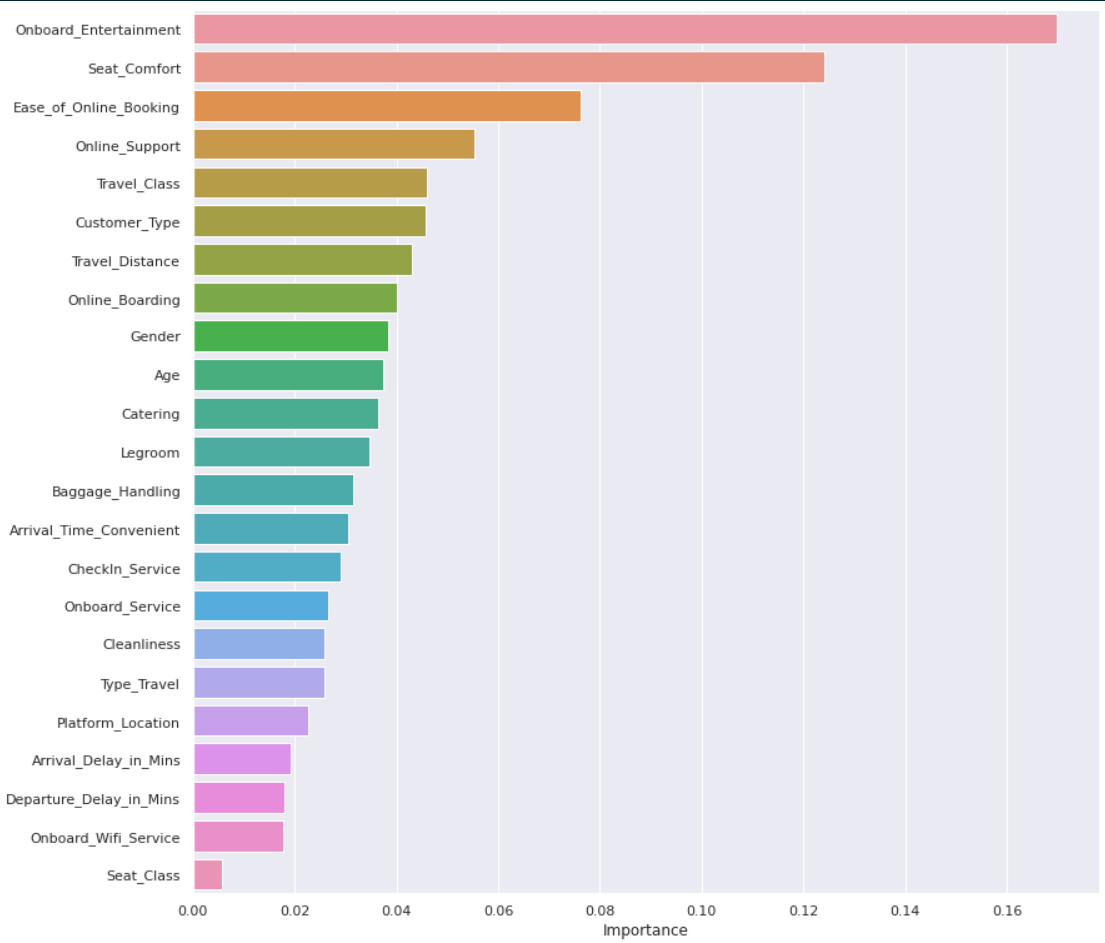 Onboard_Entertainment
Seat_Comfort
Ease_of_Online_Booking
Online_Support
Travel_Class
Customer_Type
Travel_Distance
Online_Boarding
Gender
Age
Catering
Legroom
Baggage_Handling
Arrival_Time_Convenient
CheckIn_Service
Onboard_Service
Cleanliness
Type_Travel
Platform_Location
Arrival_Delay_in_Mins
Departure_Delay_in_Mins
Onboard_Wifi_Service
Seat_Class
0.00 0.02 0.04 0.06 0.08 0.10 0.12 0.14 0.16
Importance